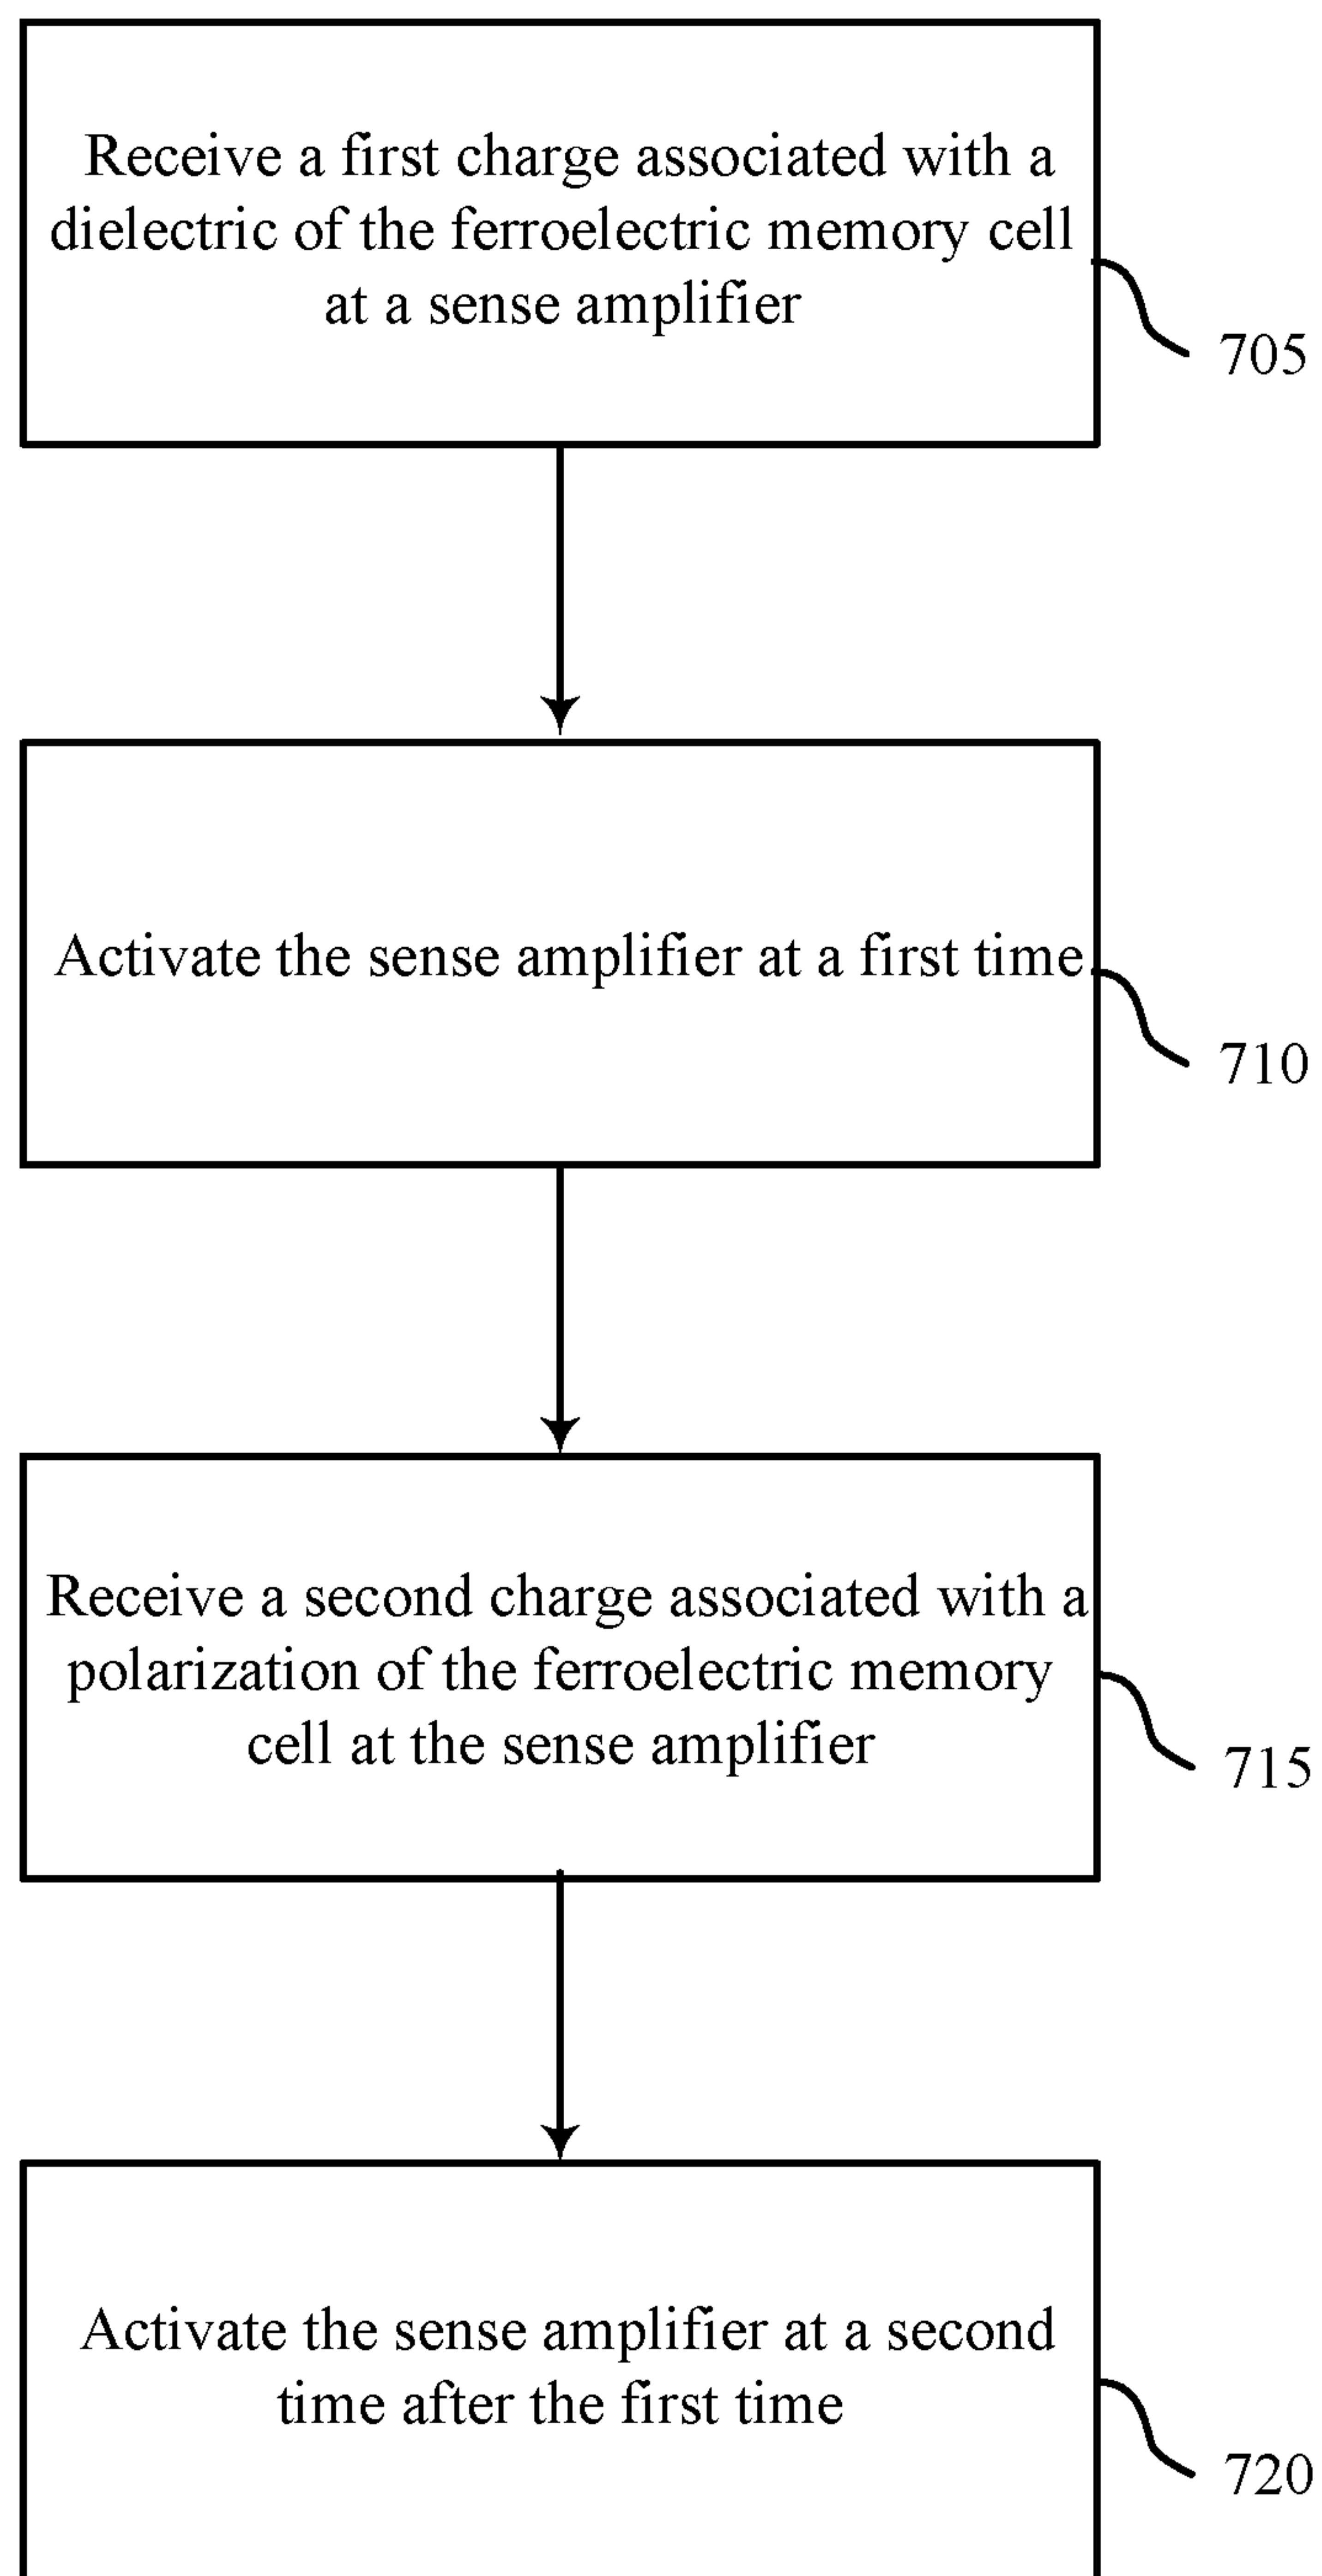 Receive a first charge associated with a
dielectric of the ferroelectric memory cell
at a sense amplifier
705
Activate the sense amplifier at a first time
710
Receive a second charge associated with a
polarization of the ferroelectric memory
cell at the sense amplifier
715
Activate the sense amplifier at a second
time after the first time
720